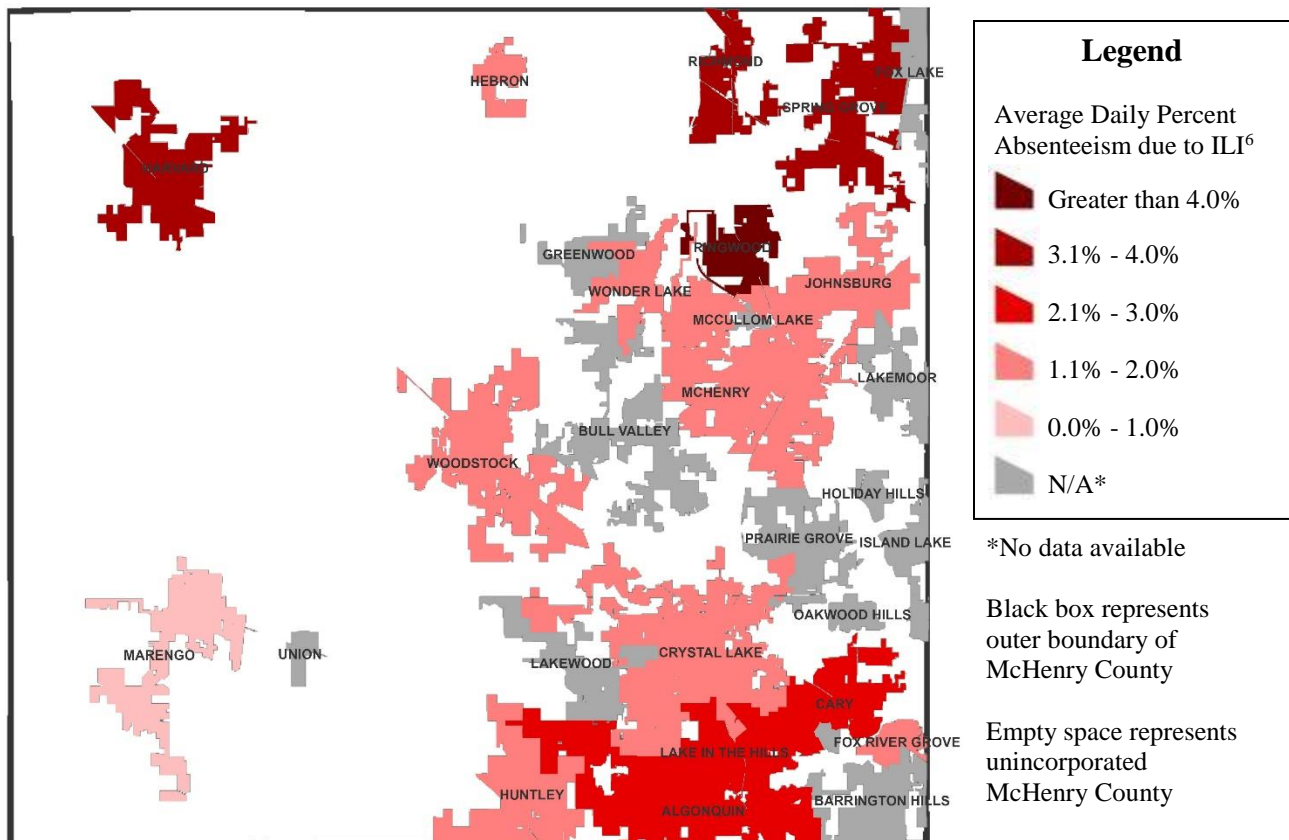 RICHMOND
FOX LAKE
HEBRON
SPRING GROVE
HARVARD
GREENWOOD
RINGWOOD
JOHNSBURG
WONDER LAKE
MCCULLOM LAKE
LAKEMOOR
MCHENRY
BULL VALLEY
WOODSTOCK
HOLIDAY HILLS
PRAIRIE GROVE
ISLAND LAKE
OAKWOOD HILLS
MARENGO
UNION
LAKEWOOD
CRYSTAL LAKE
CARY
FOX RIVER GROVE
LAKE IN THE HILLS
HUNTLEY
ALGONQUIN
BARRINGTON HILLS
Legend
Average Daily Percent
Absenteeism due to ILI⁶
Greater than 4.0%
3.1% - 4.0%
2.1% - 3.0%
1.1% - 2.0%
0.0% - 1.0%
N/A*
*No data available
Black box represents
outer boundary of
McHenry County
Empty space represents
unincorporated
McHenry County